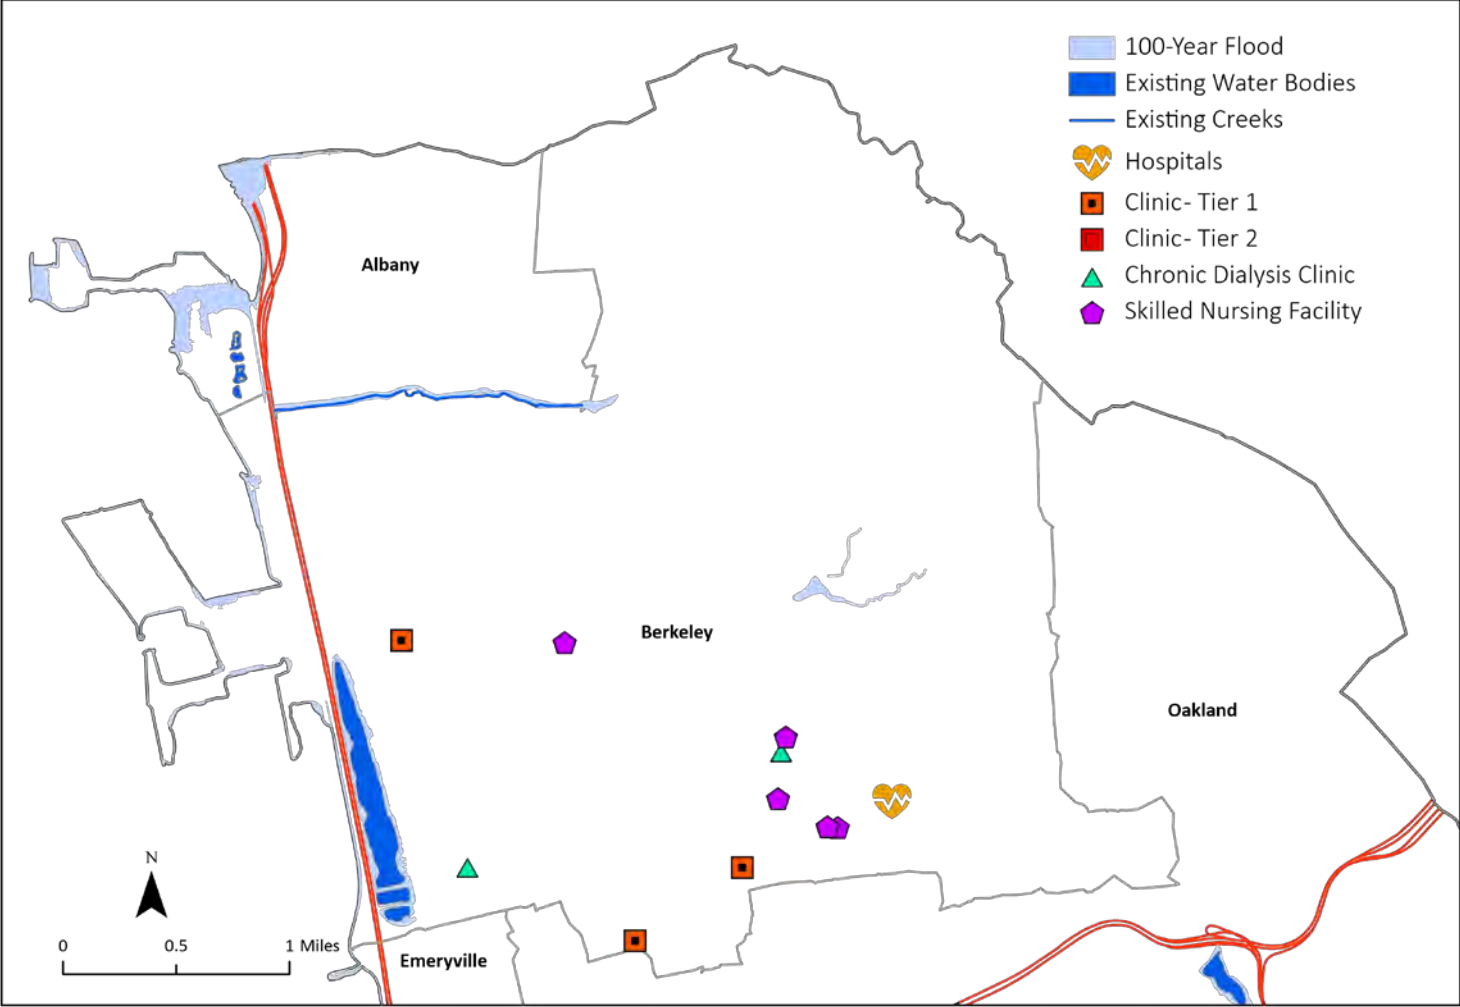 100-Year Flood
Existing Water Bodies
Existing Creeks
Hospitals
Clinic- Tier 1
Clinic- Tier 2
Chronic Dialysis Clinic
Skilled Nursing Facility
Albany
Berkeley
Oakland
Emeryville
N
0 0.5 1 Miles